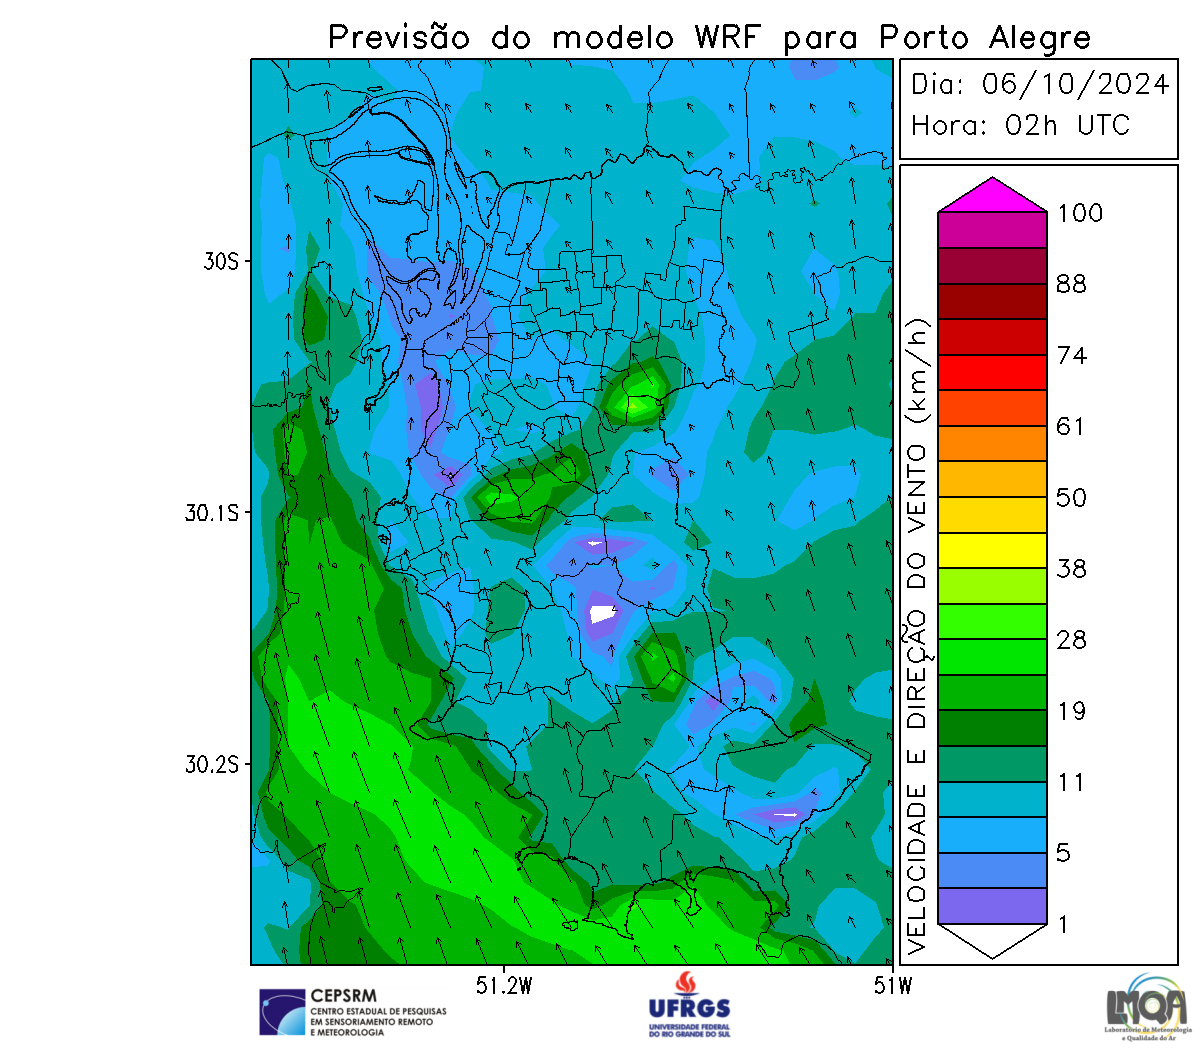 Previsão do modelo WRF para Porto Alegre
Dia: 06/10/2024
Hora: 02h UTC
100
88
74
61
50
38
28
19
11
5
1
VELOCIDADE E DIREÇÃO DO VENTO (km/h)
30S
30.1S
30.2S
51.2W
51W
CEPSRM
CENTRO ESTADUAL DE PESQUISAS
EM SENSORIAMENTO REMOTO
E METEOROLOGIA
UFRGS
UNIVERSIDADE FEDERAL
DO RIO GRANDE DO SUL
LMQA
Laboratório de Meteorologia
e Qualidade do Ar